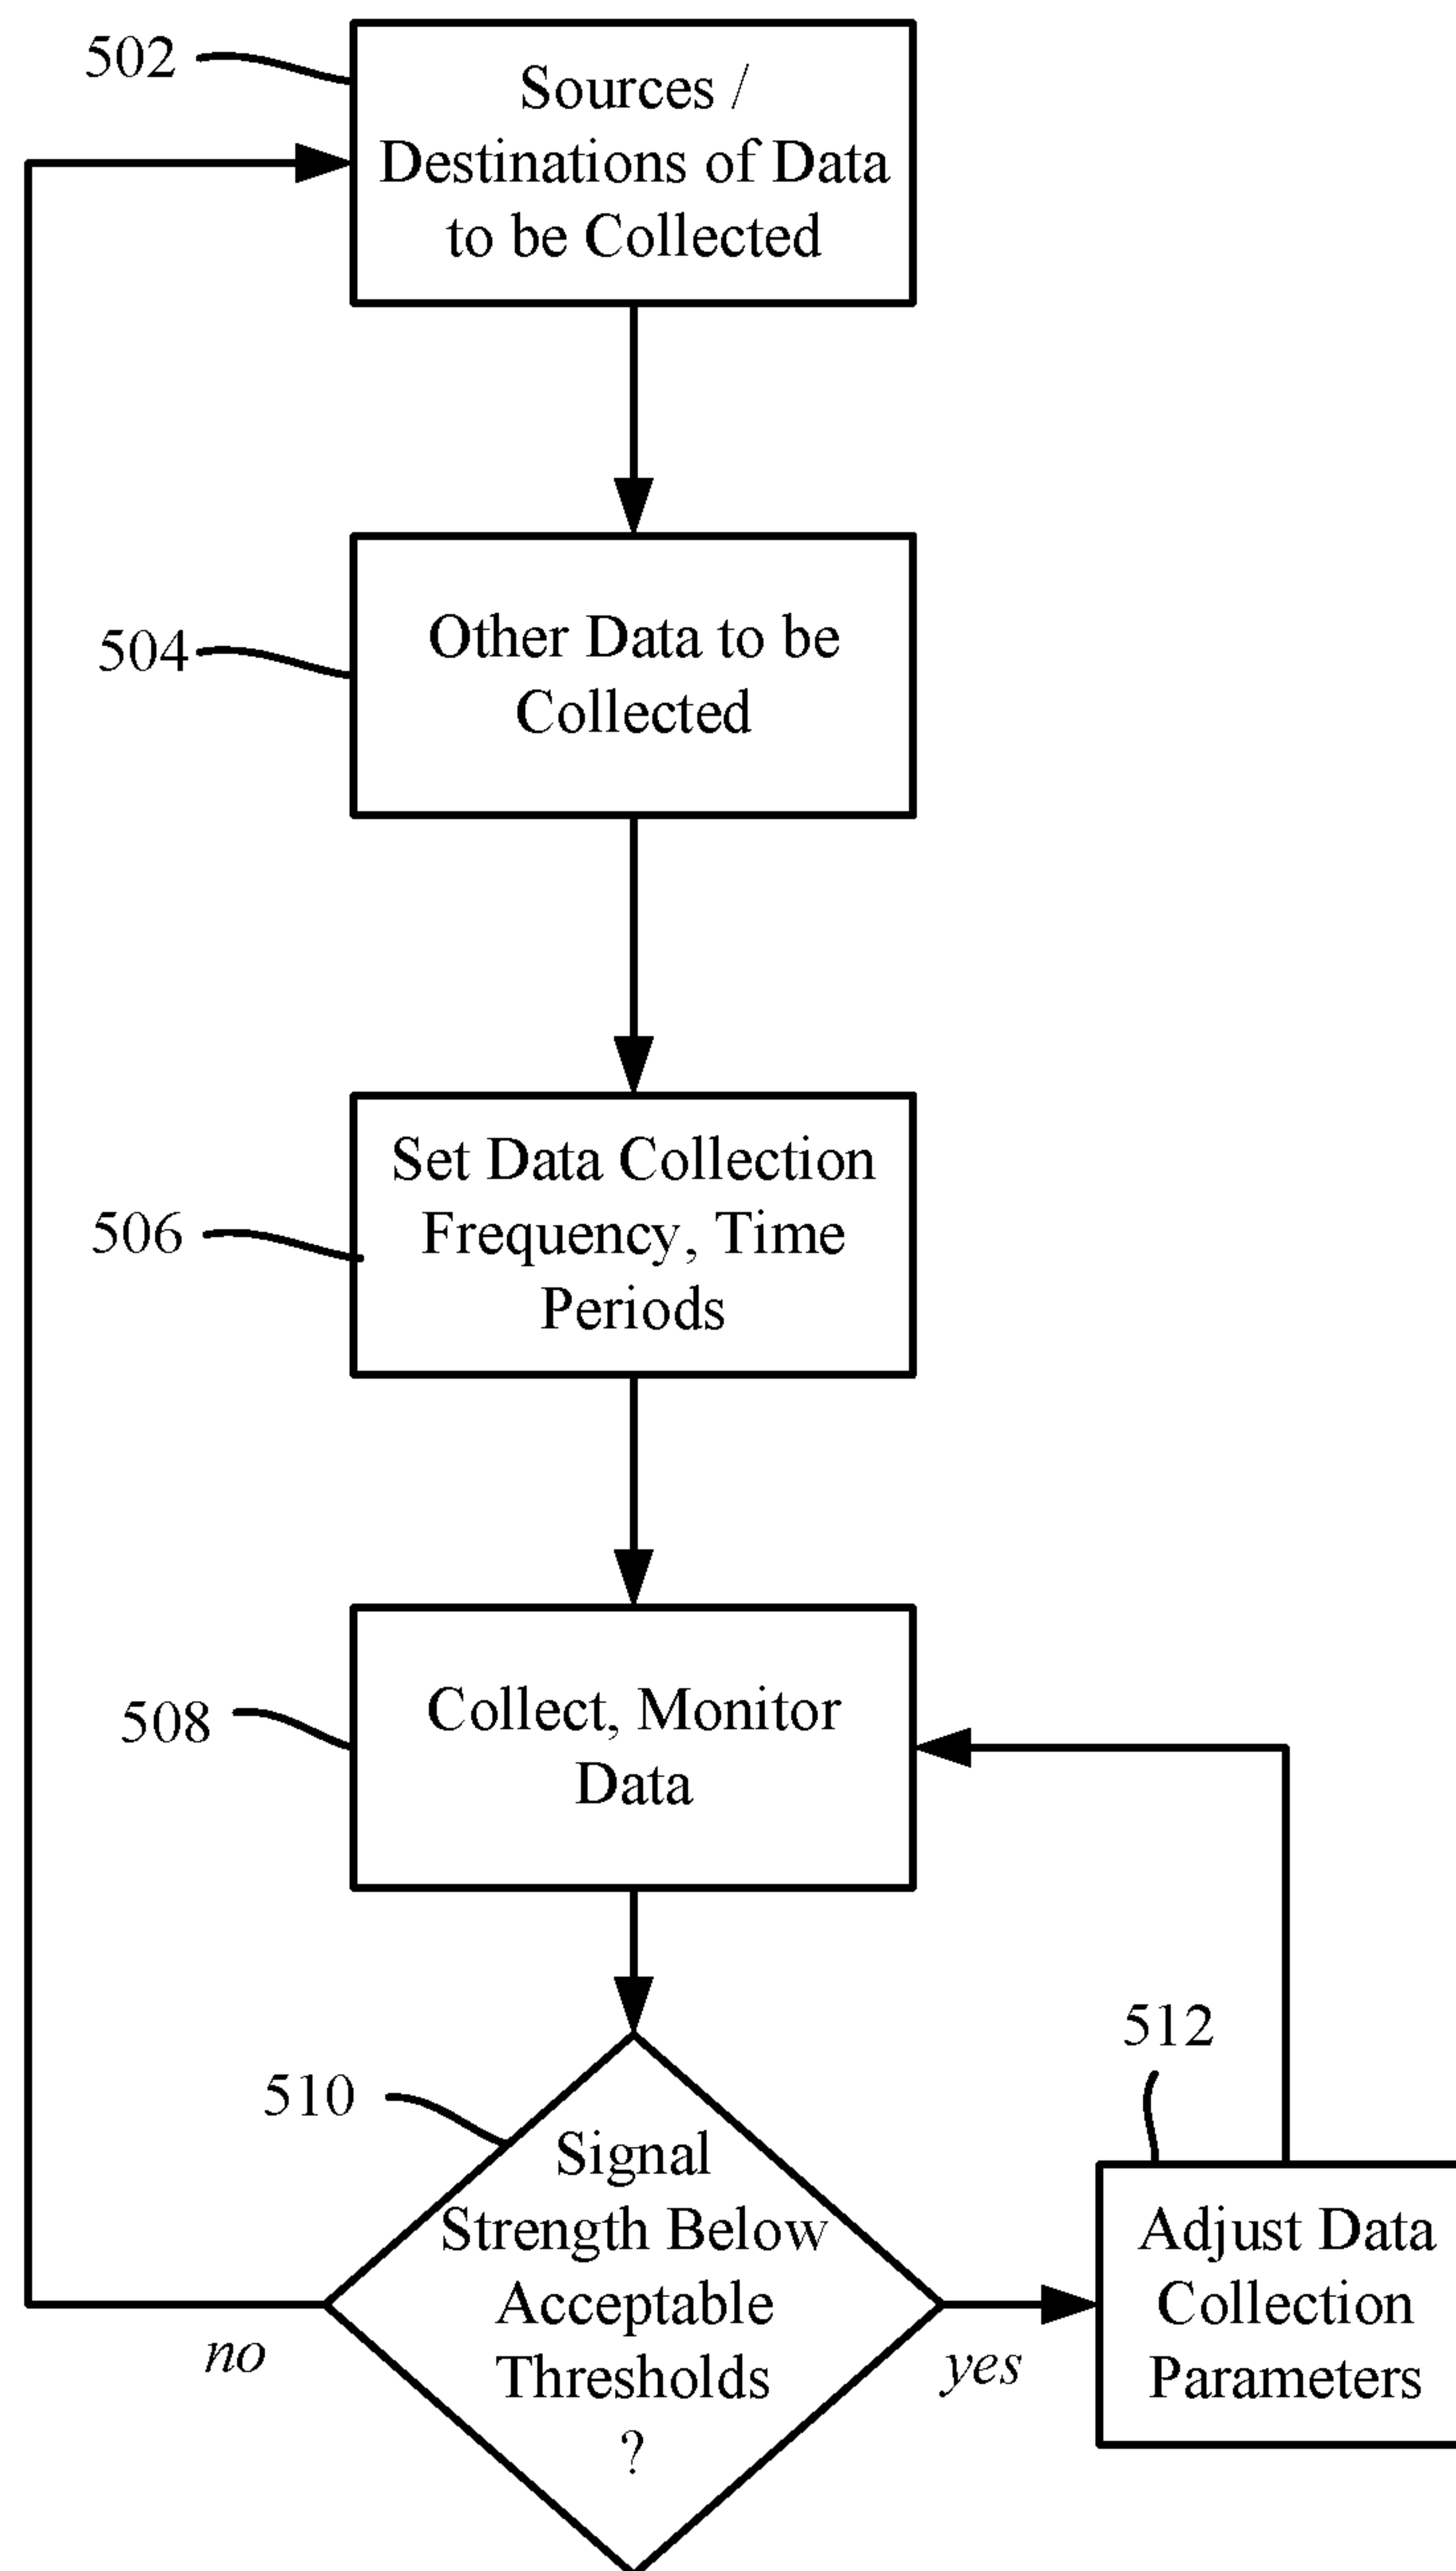 502
Sources /
Destinations of Data
to be Collected
504
Other Data to be
Collected
506
Set Data Collection
Frequency, Time
Periods
508
Collect, Monitor
Data
510
Signal
Strength Below
Acceptable
Thresholds
?
no
yes
512
Adjust Data
Collection
Parameters